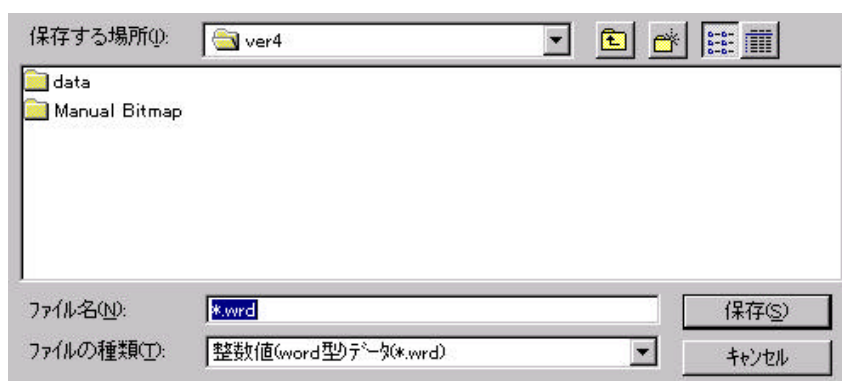 保存する場所(I): ver4
data
Manual Bitmap
ファイル名(N): *.wrd 保存(S)
ファイルの種類(T): 整数値(word型)データ(*.wrd) キャンセル